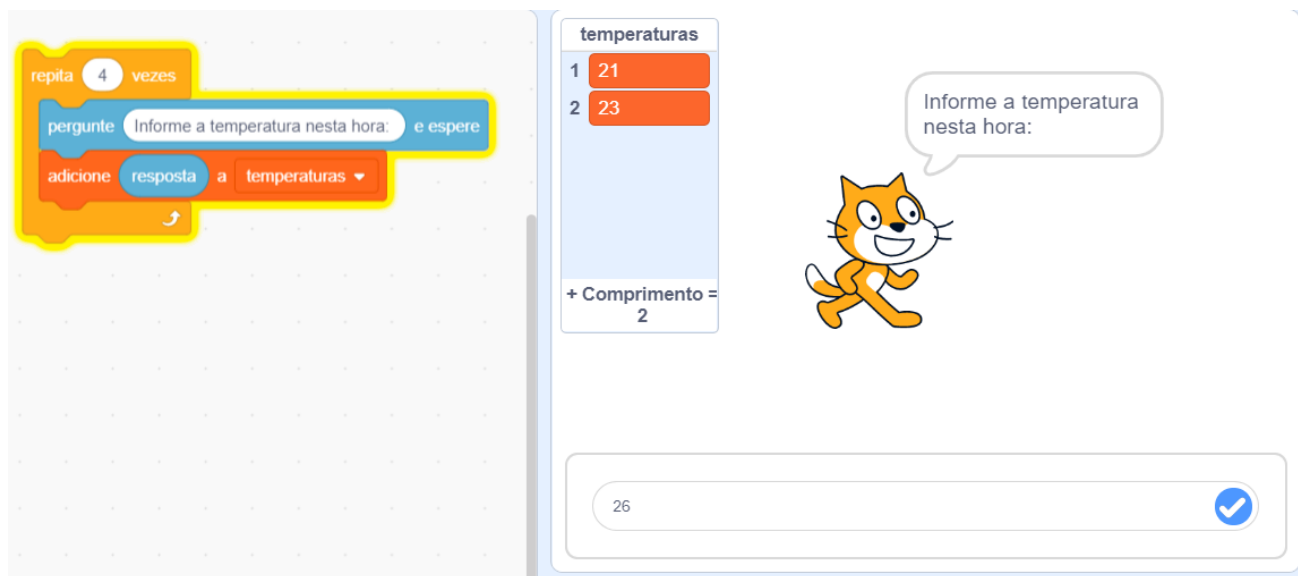 repita 4 vezes
pergunte Informe a temperatura nesta hora: e espere
adicione resposta a temperaturas
temperaturas
1 21
2 23
+ Comprimento =
2
Informe a temperatura
nesta hora:
26